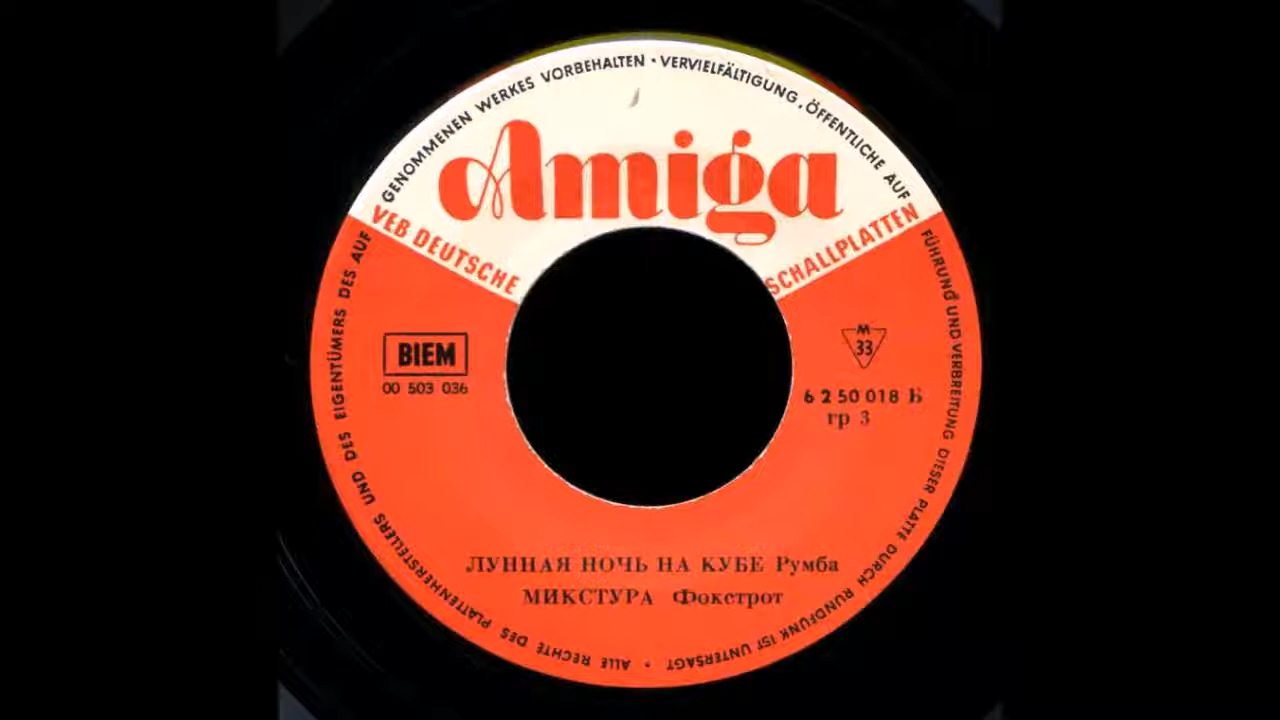 ALLE RECHTE DES PLATTENHERSTELLERS UND DES EIGENTÜMERS DES AUF GENOMMENEN WERKES VORBEHALTEN · VERVIELFÄLTIGUNG, ÖFFENTLICHE AUF FÜHRUNG UND VERBREITUNG DIESER PLATTE DURCH RUNDFUNK IST UNTERSAGT ·
Amiga
VEB DEUTSCHE SCHALLPLATTEN
BIEM
00 503 036
M
33
6 2 50 018 Б
гр 3
ЛУННАЯ НОЧЬ НА КУБЕ Румба
МИКСТУРА Фокстрот